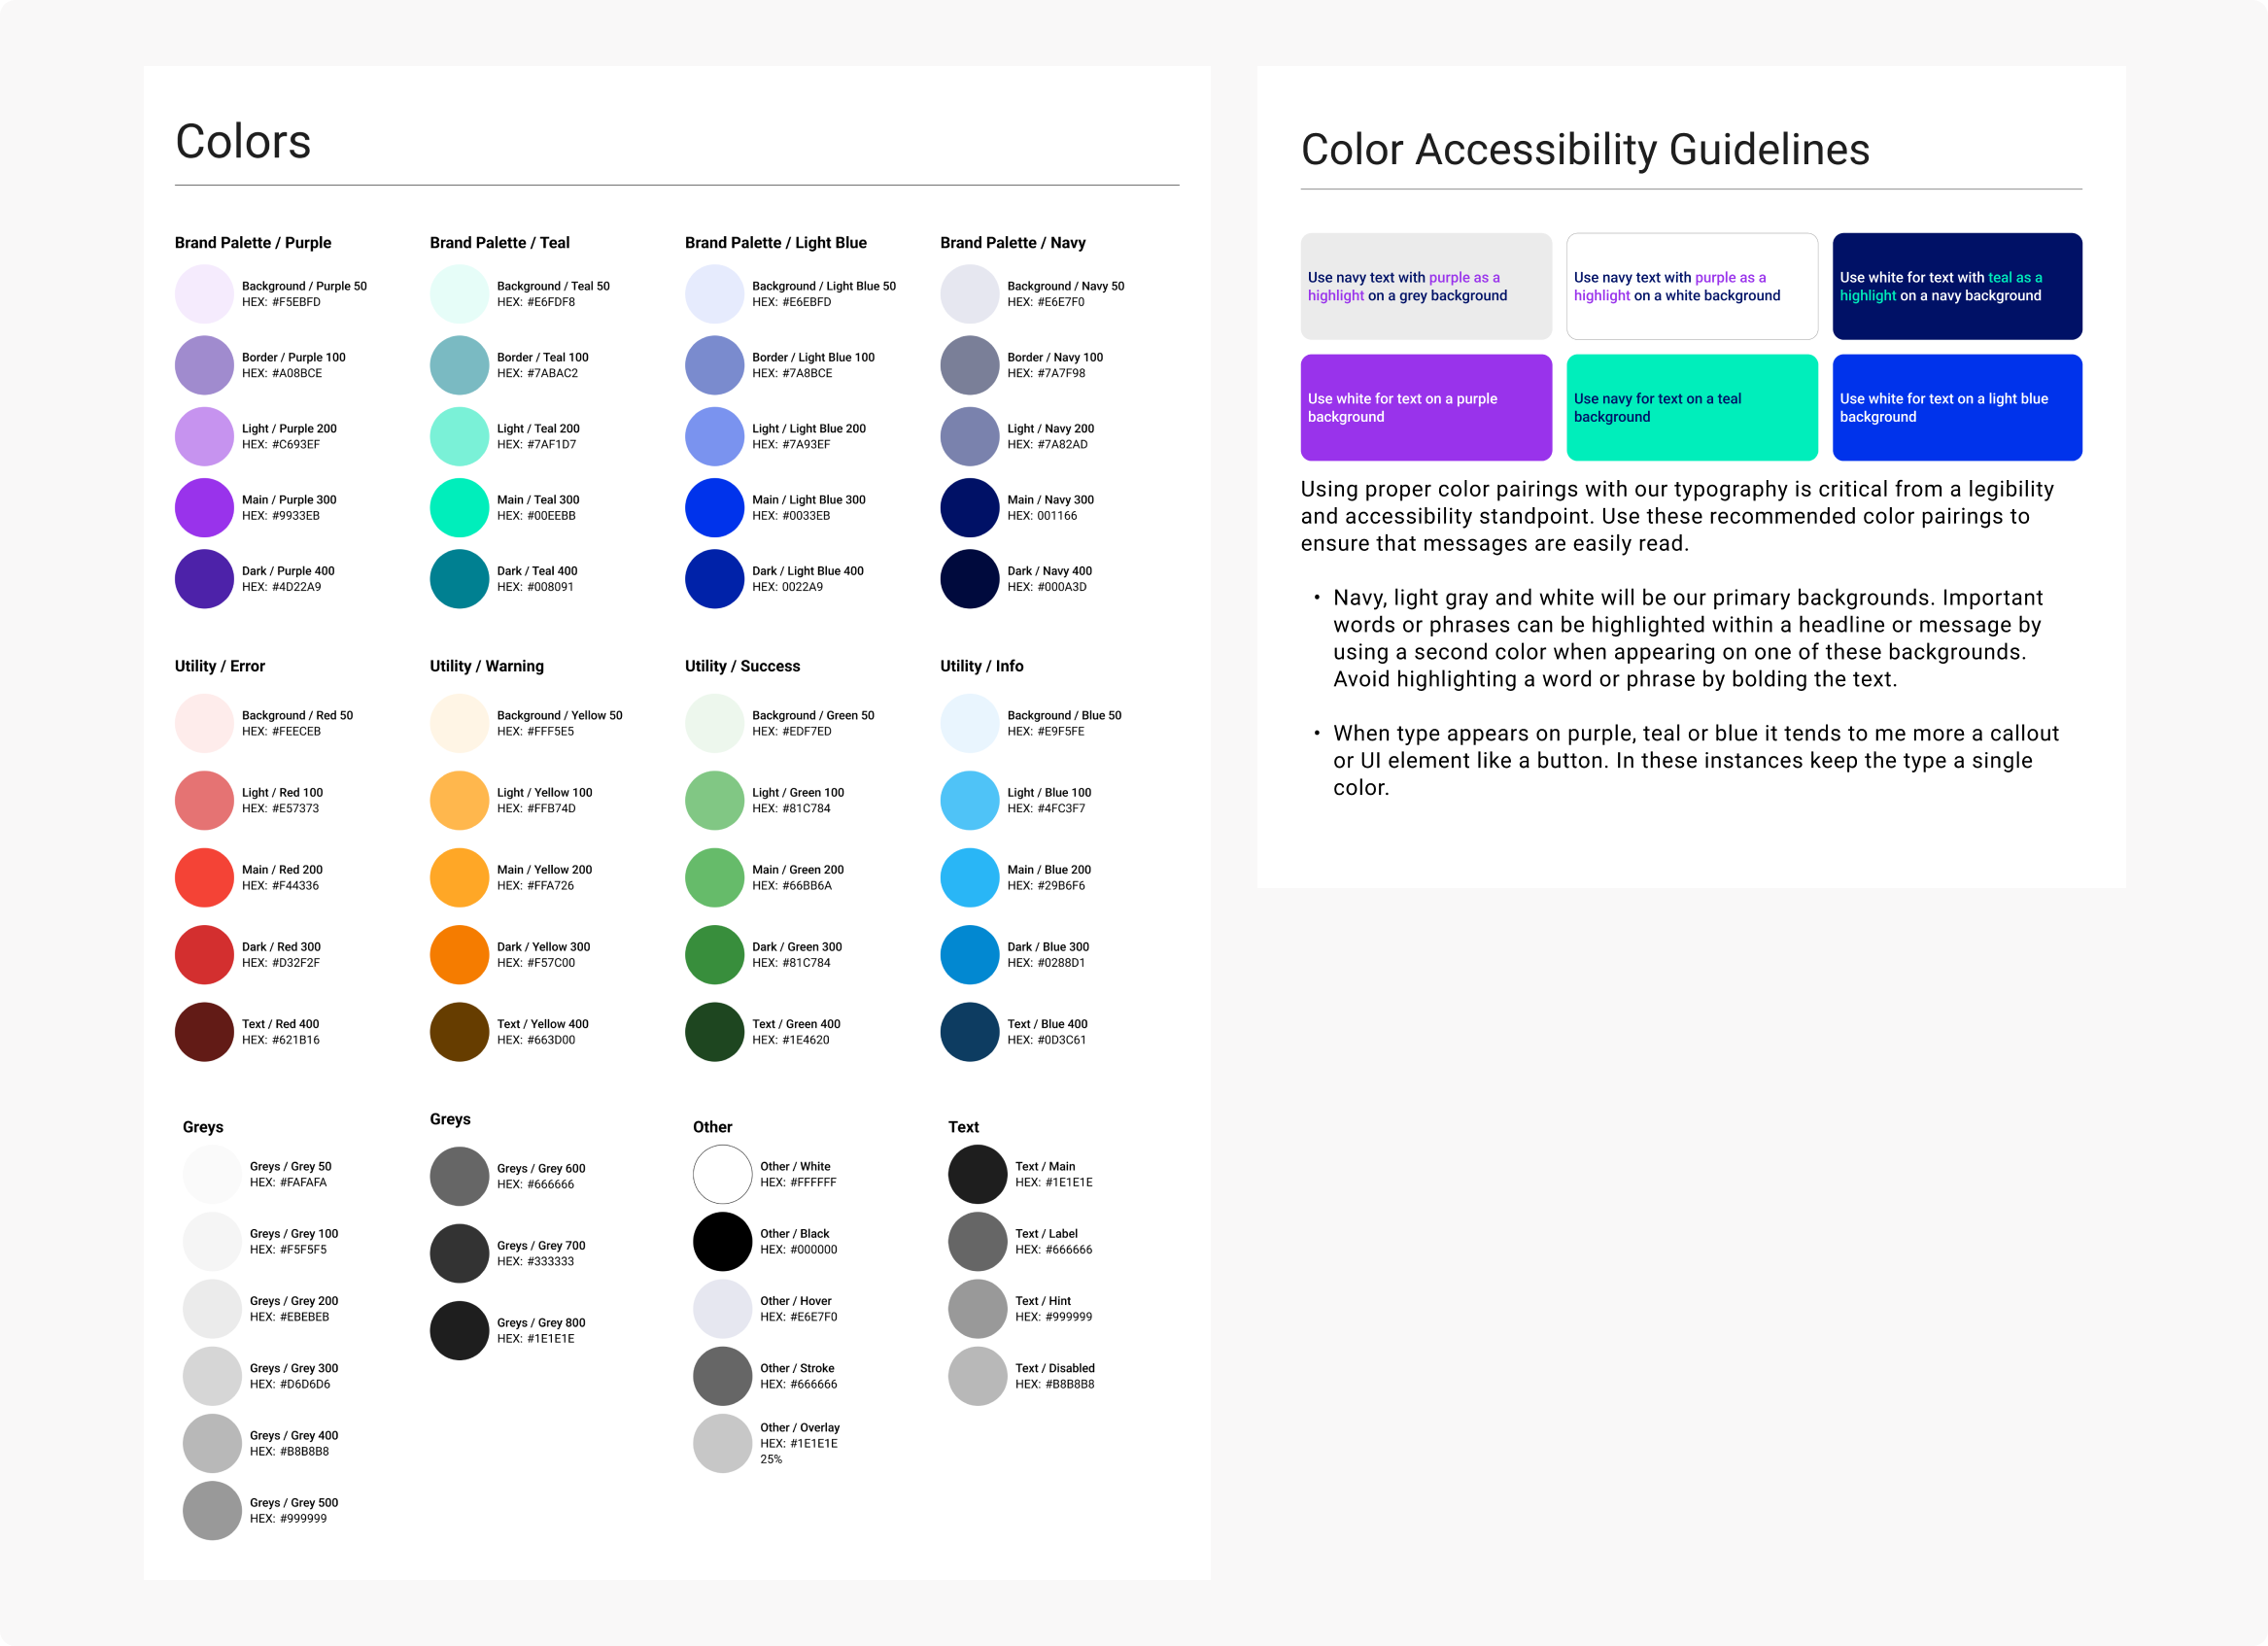 Colors
Brand Palette / Purple
Background / Purple 50
HEX: #F5EBFD
Border / Purple 100
HEX: #A08BCE
Light / Purple 200
HEX: #C693EF
Main / Purple 300
HEX: #9933EB
Dark / Purple 400
HEX: #4D22A9
Brand Palette / Teal
Background / Teal 50
HEX: #E6FDF8
Border / Teal 100
HEX: #7ABAC2
Light / Teal 200
HEX: #7AF1D7
Main / Teal 300
HEX: #00EEBB
Dark / Teal 400
HEX: #008091
Brand Palette / Light Blue
Background / Light Blue 50
HEX: #E6EBFD
Border / Light Blue 100
HEX: #7A8BCE
Light / Light Blue 200
HEX: #7A93EF
Main / Light Blue 300
HEX: #0033EB
Dark / Light Blue 400
HEX: 0022A9
Brand Palette / Navy
Background / Navy 50
HEX: #E6E7F0
Border / Navy 100
HEX: #7A7F98
Light / Navy 200
HEX: #7A82AD
Main / Navy 300
HEX: 001166
Dark / Navy 400
HEX: #000A3D
Utility / Error
Background / Red 50
HEX: #FEECEB
Light / Red 100
HEX: #E57373
Main / Red 200
HEX: #F44336
Dark / Red 300
HEX: #D32F2F
Text / Red 400
HEX: #621B16
Utility / Warning
Background / Yellow 50
HEX: #FFF5E5
Light / Yellow 100
HEX: #FFB74D
Main / Yellow 200
HEX: #FFA726
Dark / Yellow 300
HEX: #F57C00
Text / Yellow 400
HEX: #663D00
Utility / Success
Background / Green 50
HEX: #EDF7ED
Light / Green 100
HEX: #81C784
Main / Green 200
HEX: #66BB6A
Dark / Green 300
HEX: #81C784
Text / Green 400
HEX: #1E4620
Utility / Info
Background / Blue 50
HEX: #E9F5FE
Light / Blue 100
HEX: #4FC3F7
Main / Blue 200
HEX: #29B6F6
Dark / Blue 300
HEX: #0288D1
Text / Blue 400
HEX: #0D3C61
Greys
Greys / Grey 50
HEX: #FAFAFA
Greys / Grey 100
HEX: #F5F5F5
Greys / Grey 200
HEX: #EBEBEB
Greys / Grey 300
HEX: #D6D6D6
Greys / Grey 400
HEX: #B8B8B8
Greys / Grey 500
HEX: #999999
Greys
Greys / Grey 600
HEX: #666666
Greys / Grey 700
HEX: #333333
Greys / Grey 800
HEX: #1E1E1E
Other
Other / White
HEX: #FFFFFF
Other / Black
HEX: #000000
Other / Hover
HEX: #E6E7F0
Other / Stroke
HEX: #666666
Other / Overlay
HEX: #1E1E1E
25%
Text
Text / Main
HEX: #1E1E1E
Text / Label
HEX: #666666
Text / Hint
HEX: #999999
Text / Disabled
HEX: #B8B8B8
Color Accessibility Guidelines
Use navy text with purple as a
highlight on a grey background
Use navy text with purple as a
highlight on a white background
Use white for text with teal as a
highlight on a navy background
Use white for text on a purple
background
Use navy for text on a teal
background
Use white for text on a light blue
background
Using proper color pairings with our typography is critical from a legibility
and accessibility standpoint. Use these recommended color pairings to
ensure that messages are easily read.
• Navy, light gray and white will be our primary backgrounds. Important
words or phrases can be highlighted within a headline or message by
using a second color when appearing on one of these backgrounds.
Avoid highlighting a word or phrase by bolding the text.
• When type appears on purple, teal or blue it tends to me more a callout
or UI element like a button. In these instances keep the type a single
color.